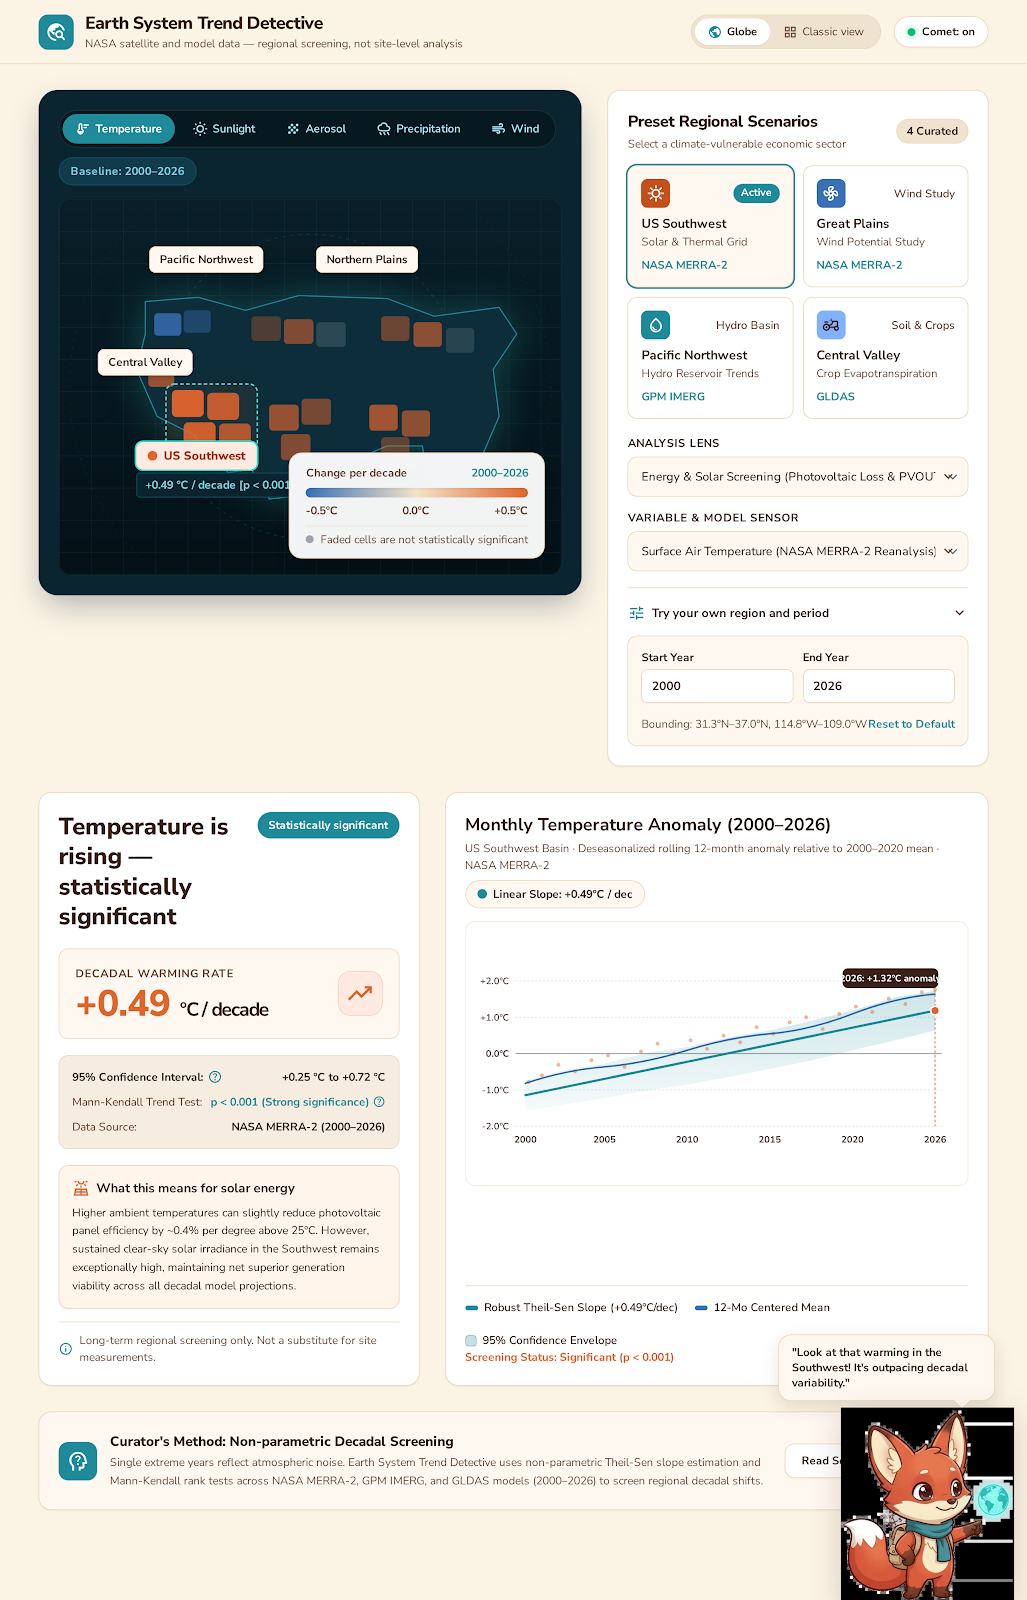 Earth System Trend Detective
NASA satellite and model data — regional screening, not site-level analysis
Globe
Classic view
Comet: on
Temperature
Sunlight
Aerosol
Precipitation
Wind
Baseline: 2000–2026
Pacific Northwest
Northern Plains
Central Valley
US Southwest
+0.49 °C / decade [p < 0.001
Change per decade
2000–2026
-0.5°C
0.0°C
+0.5°C
Faded cells are not statistically significant
Preset Regional Scenarios
Select a climate-vulnerable economic sector
4 Curated
Active
US Southwest
Solar & Thermal Grid
NASA MERRA-2
Wind Study
Great Plains
Wind Potential Study
NASA MERRA-2
Hydro Basin
Pacific Northwest
Hydro Reservoir Trends
GPM IMERG
Soil & Crops
Central Valley
Crop Evapotranspiration
GLDAS
ANALYSIS LENS
Energy & Solar Screening (Photovoltaic Loss & PVOUT
VARIABLE & MODEL SENSOR
Surface Air Temperature (NASA MERRA-2 Reanalysis)
Try your own region and period
Start Year
End Year
2000
2026
Bounding: 31.3°N–37.0°N, 114.8°W–109.0°W
Reset to Default
Temperature is
rising —
statistically
significant
Statistically significant
DECADAL WARMING RATE
+0.49 °C / decade
95% Confidence Interval:
+0.25 °C to +0.72 °C
Mann-Kendall Trend Test:
p < 0.001 (Strong significance)
Data Source:
NASA MERRA-2 (2000–2026)
What this means for solar energy
Higher ambient temperatures can slightly reduce photovoltaic
panel efficiency by ~0.4% per degree above 25°C. However,
sustained clear-sky solar irradiance in the Southwest remains
exceptionally high, maintaining net superior generation
viability across all decadal model projections.
Long-term regional screening only. Not a substitute for site
measurements.
Monthly Temperature Anomaly (2000–2026)
US Southwest Basin · Deseasonalized rolling 12-month anomaly relative to 2000–2020 mean ·
NASA MERRA-2
Linear Slope: +0.49°C / dec
2026: +1.32°C anomaly
+2.0°C
+1.0°C
0.0°C
-1.0°C
-2.0°C
2000
2005
2010
2015
2020
2026
Robust Theil-Sen Slope (+0.49°C/dec)
12-Mo Centered Mean
95% Confidence Envelope
Screening Status: Significant (p < 0.001)
"Look at that warming in the
Southwest! It's outpacing decadal
variability."
Curator's Method: Non-parametric Decadal Screening
Single extreme years reflect atmospheric noise. Earth System Trend Detective uses non-parametric Theil-Sen slope estimation and
Mann-Kendall rank tests across NASA MERRA-2, GPM IMERG, and GLDAS models (2000–2026) to screen regional decadal shifts.
Read